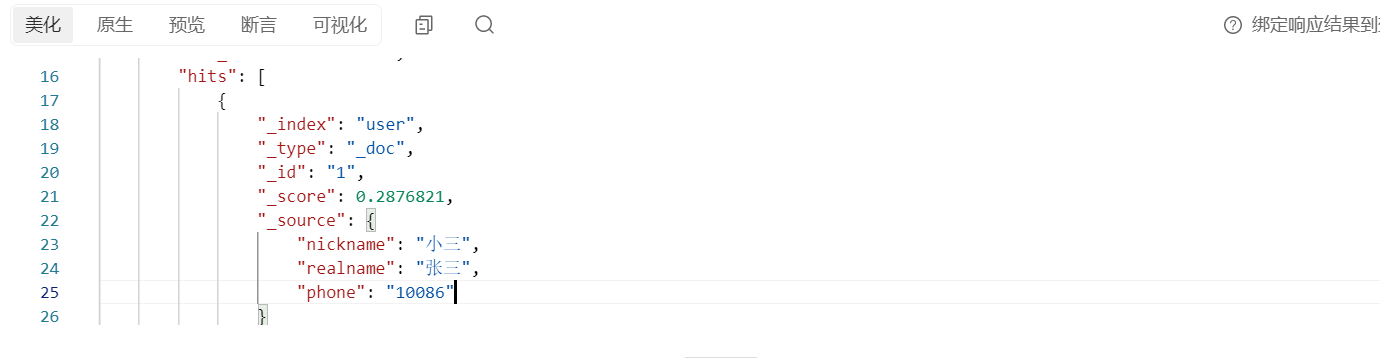 美化 原生 预览 断言 可视化 绑定响应结果到
16 "hits": [
17 {
18 "_index": "user",
19 "_type": "_doc",
20 "_id": "1",
21 "_score": 0.2876821,
22 "_source": {
23 "nickname": "小三",
24 "realname": "张三",
25 "phone": "10086"
26 }